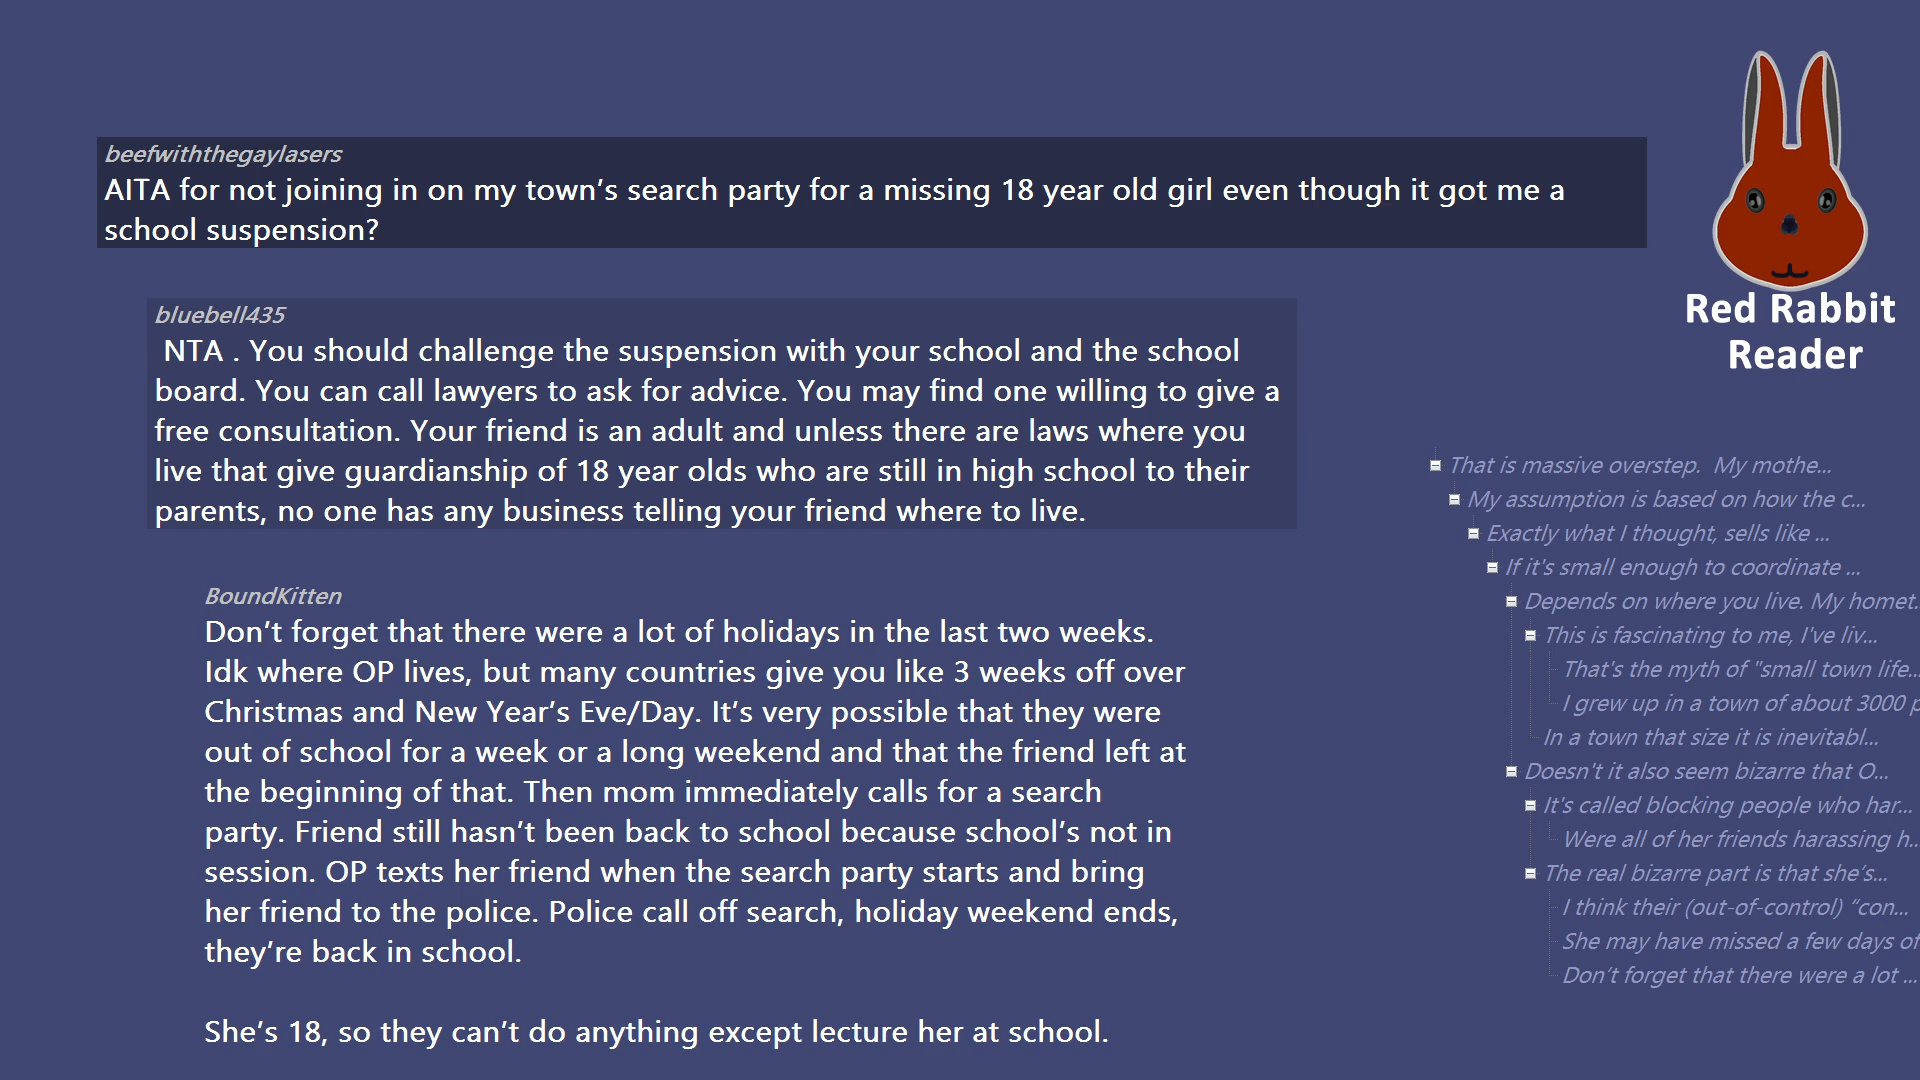 beefwiththegaylasers
AITA for not joining in on my town's search party for a missing 18 year old girl even though it got me a
school suspension?
bluebell435
NTA . You should challenge the suspension with your school and the school
board. You can call lawyers to ask for advice. You may find one willing to give a
free consultation. Your friend is an adult and unless there are laws where you
live that give guardianship of 18 year olds who are still in high school to their
parents, no one has any business telling your friend where to live.
BoundKitten
Don't forget that there were a lot of holidays in the last two weeks.
Idk where OP lives, but many countries give you like 3 weeks off over
Christmas and New Year's Eve/Day. It's very possible that they were
out of school for a week or a long weekend and that the friend left at
the beginning of that. Then mom immediately calls for a search
party. Friend still hasn't been back to school because school's not in
session. OP texts her friend when the search party starts and bring
her friend to the police. Police call off search, holiday weekend ends,
they're back in school.
She's 18, so they can't do anything except lecture her at school.
Red Rabbit
Reader
That is massive overstep.  My mothe...
My assumption is based on how the c...
Exactly what I thought, sells like ...
If it's small enough to coordinate ...
Depends on where you live. My homet...
This is fascinating to me, I've liv...
That's the myth of "small town life...
I grew up in a town of about 3000 p
In a town that size it is inevitabl...
Doesn't it also seem bizarre that O...
It's called blocking people who har...
Were all of her friends harassing h...
The real bizarre part is that she's...
I think their (out-of-control) “con...
She may have missed a few days of
Don't forget that there were a lot ...